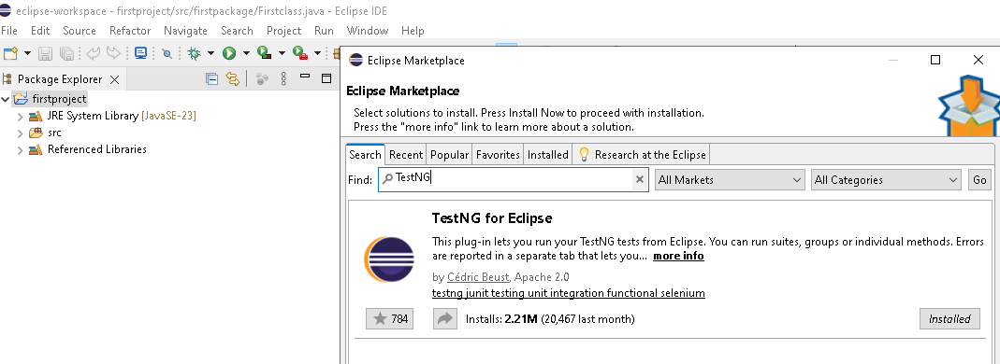 eclipse-workspace - firstproject/src/firstpackage/Firstclass.java - Eclipse IDE
File Edit Source Refactor Navigate Search Project Run Window Help
Package Explorer
firstproject
JRE System Library [JavaSE-23]
src
Referenced Libraries
Eclipse Marketplace
Eclipse Marketplace
Select solutions to install. Press Install Now to proceed with installation.
Press the "more info" link to learn more about a solution.
Search Recent Popular Favorites Installed Research at the Eclipse
Find: TestNG All Markets All Categories Go
TestNG for Eclipse
This plug-in lets you run your TestNG tests from Eclipse. You can run suites, groups or individual methods. Errors
are reported in a separate tab that lets you... more info
by Cédric Beust, Apache 2.0
testng junit testing unit integration functional selenium
784 Installs: 2.21M (20,467 last month) Installed